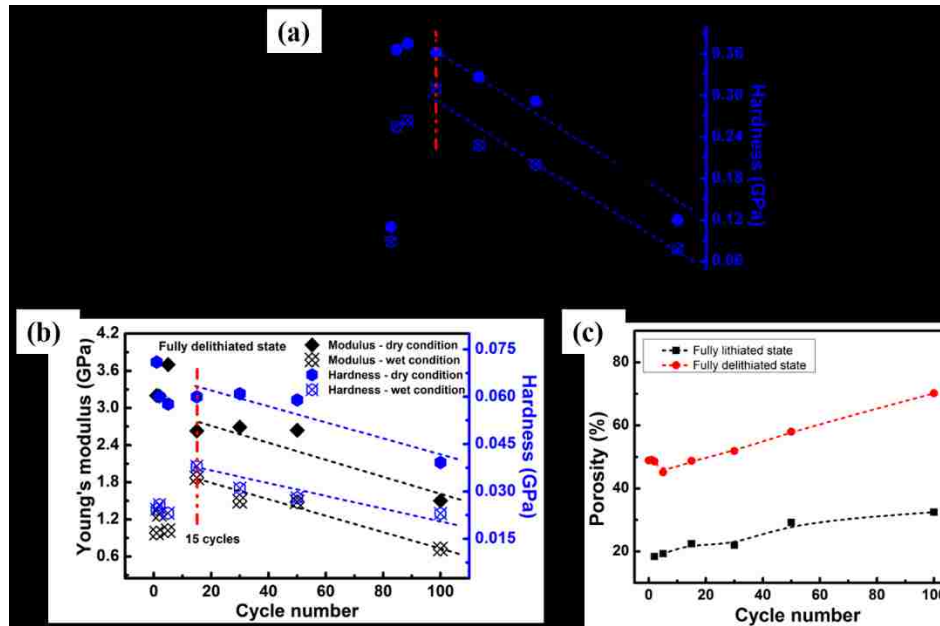 (a)
0.36
0.30
0.24
0.18
0.12
0.06
Hardness (GPa)
(b)
Young's modulus (GPa)
4.2
3.6
3.0
2.4
1.8
1.2
0.6
Fully delithiated state
Modulus - dry condition
Modulus - wet condition
Hardness - dry condition
Hardness - wet condition
15 cycles
0.075
0.060
0.045
0.030
0.015
Hardness (GPa)
0 20 40 60 80 100
Cycle number
(c)
Porosity (%)
80
60
40
20
Fully lithiated state
Fully delithiated state
0 20 40 60 80 100
Cycle number